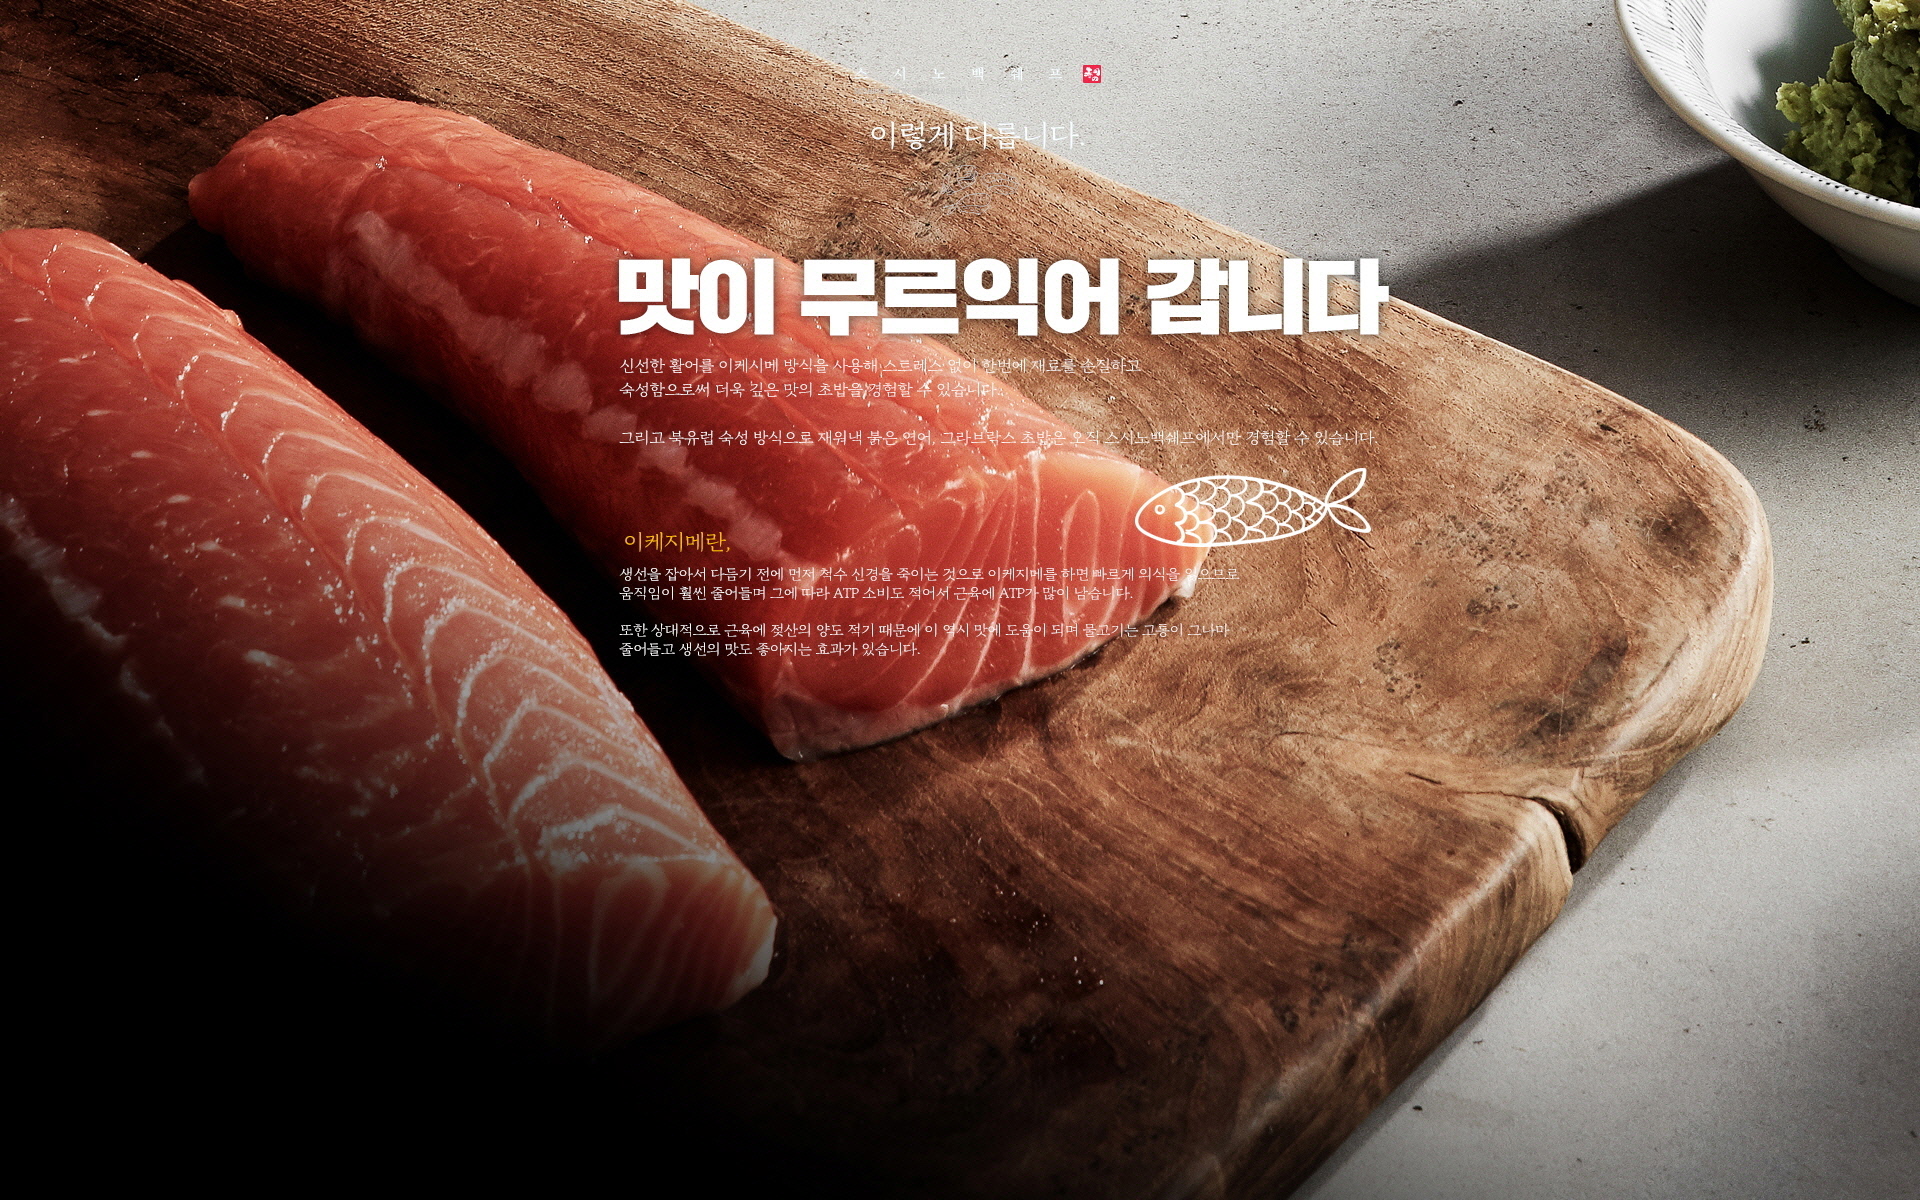 스시노백쉐프
이렇게 다릅니다.
맛이 무르익어 갑니다
신선한 활어를 이케시메 방식을 사용해 스트레스 없이 한번에 재료를 손질하고
숙성함으로써 더욱 깊은 맛의 초밥을 경험할 수 있습니다.
그리고 북유럽 숙성 방식으로 재워낸 붉은 연어, 그라브락스 초밥은 오직 스시노백쉐프에서만 경험할 수 있습니다.
이케지메란,
생선을 잡아서 다듬기 전에 먼저 척수 신경을 죽이는 것으로 이케지메를 하면 빠르게 의식을 잃으므로
움직임이 훨씬 줄어들며 그에 따라 ATP 소비도 적어서 근육에 ATP가 많이 남습니다.
또한 상대적으로 근육에 젖산의 양도 적기 때문에 이 역시 맛에 도움이 되며 물고기는 고통이 그나마
줄어들고 생선의 맛도 좋아지는 효과가 있습니다.